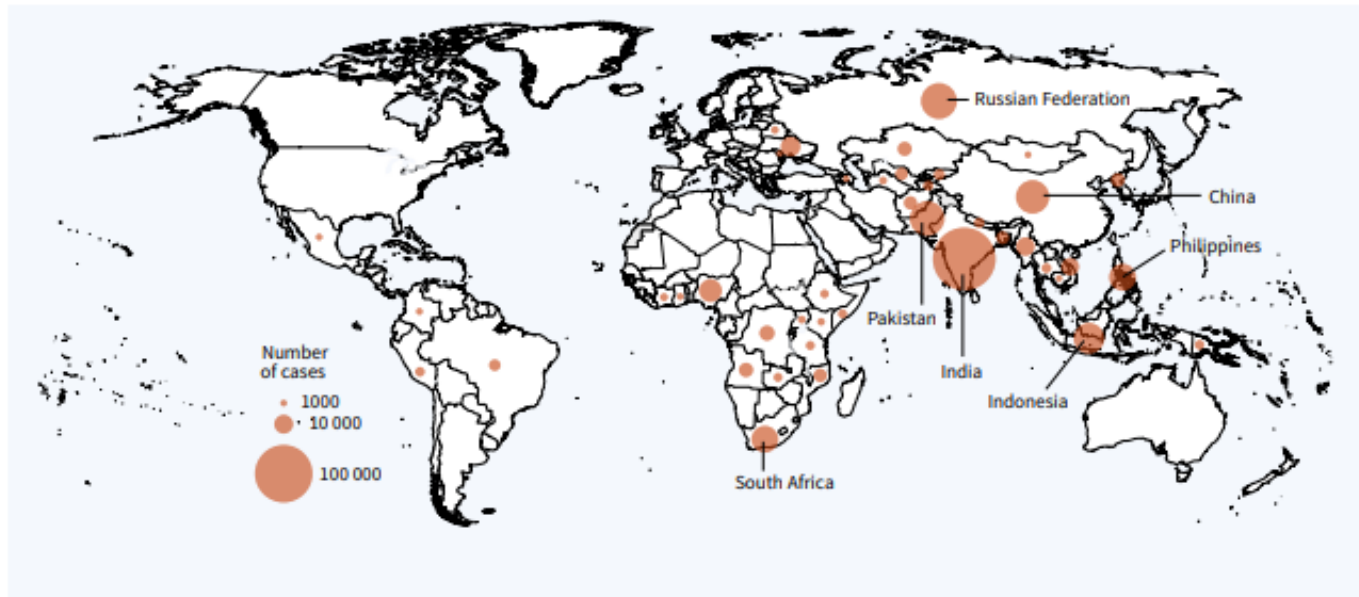 Russian Federation
China
Philippines
Pakistan
India
Indonesia
South Africa
Number
of cases
1000
10 000
100 000